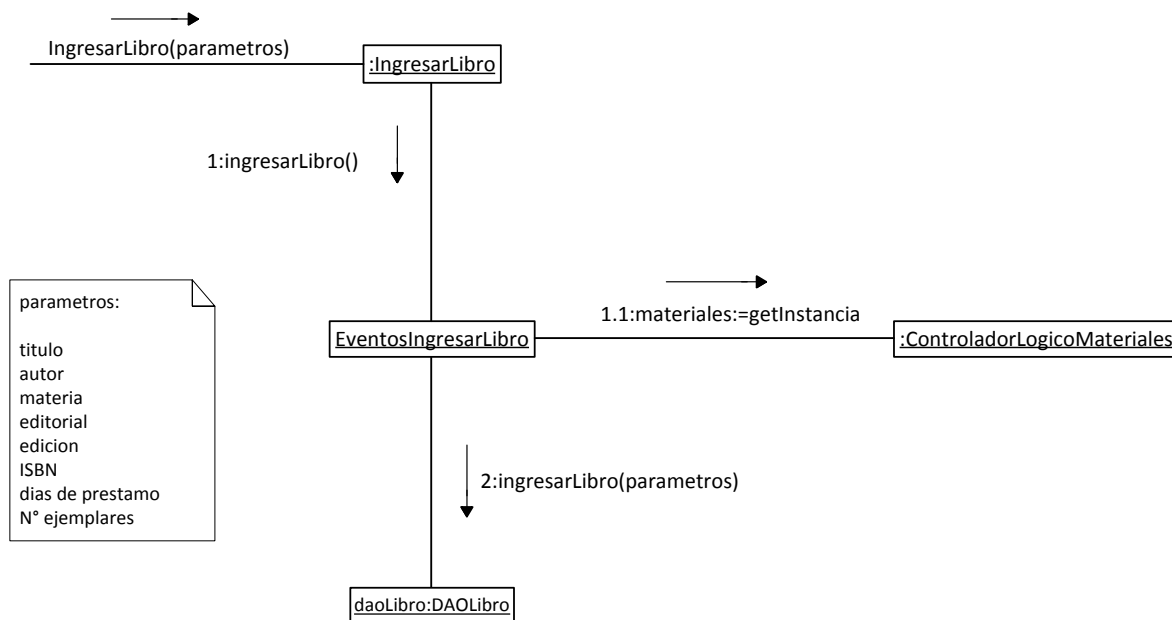 IngresarLibro(parametros)
:IngresarLibro
1:ingresarLibro()
parametros:
titulo
autor
materia
editorial
edicion
ISBN
dias de prestamo
N° ejemplares
EventosIngresarLibro
1.1:materiales:=getInstancia
:ControladorLogicoMateriales
2:ingresarLibro(parametros)
daoLibro:DAOLibro